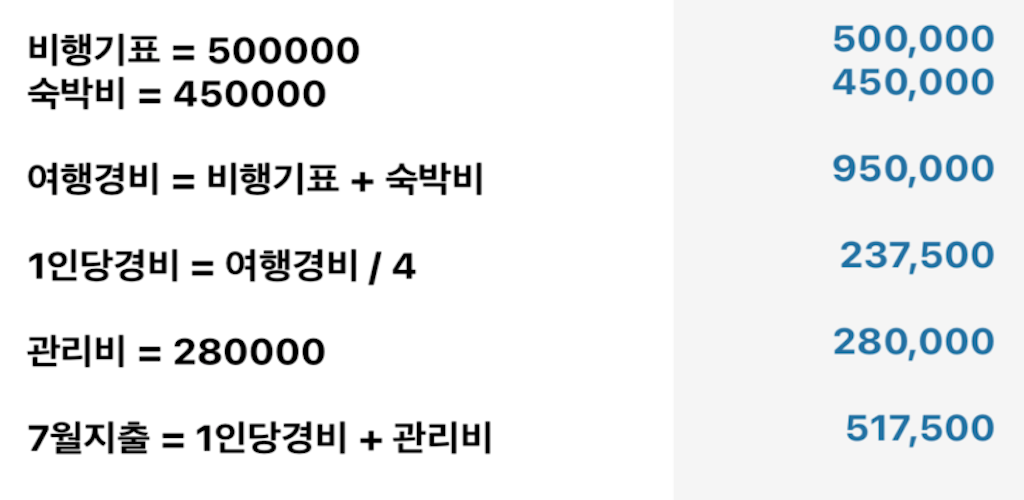 비행기표 = 500000 500,000
숙박비 = 450000 450,000
여행경비 = 비행기표 + 숙박비 950,000
1인당경비 = 여행경비 / 4 237,500
관리비 = 280000 280,000
7월지출 = 1인당경비 + 관리비 517,500